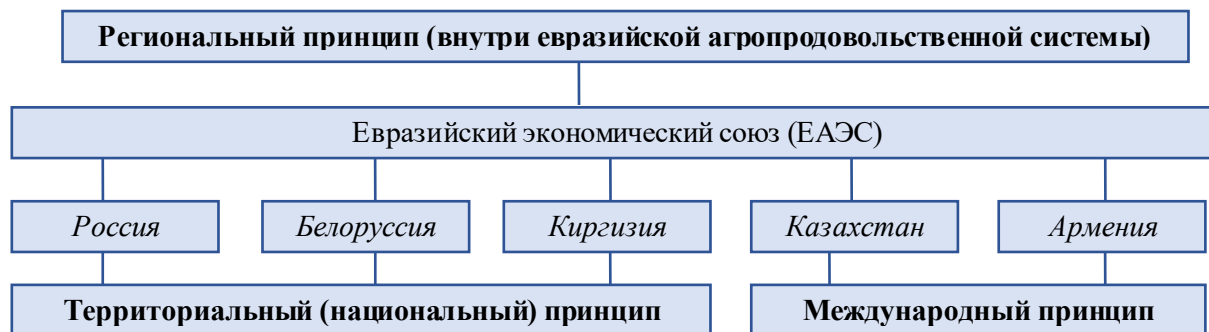 Региональный принцип (внутри евразийской агропродовольственной системы)
Евразийский экономический союз (ЕАЭС)
Россия
Белоруссия
Киргизия
Казахстан
Армения
Территориальный (национальный) принцип
Международный принцип